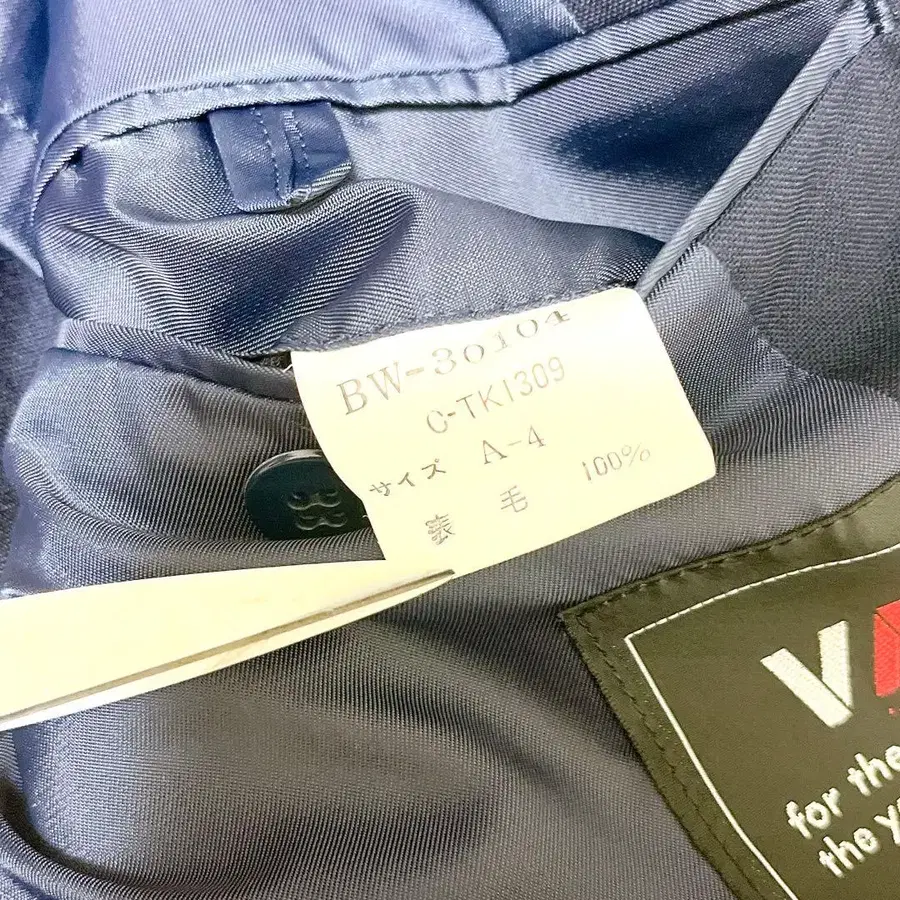 BW-30104
C-TK1309
サイズ A-4
表 毛 100%
for the
the